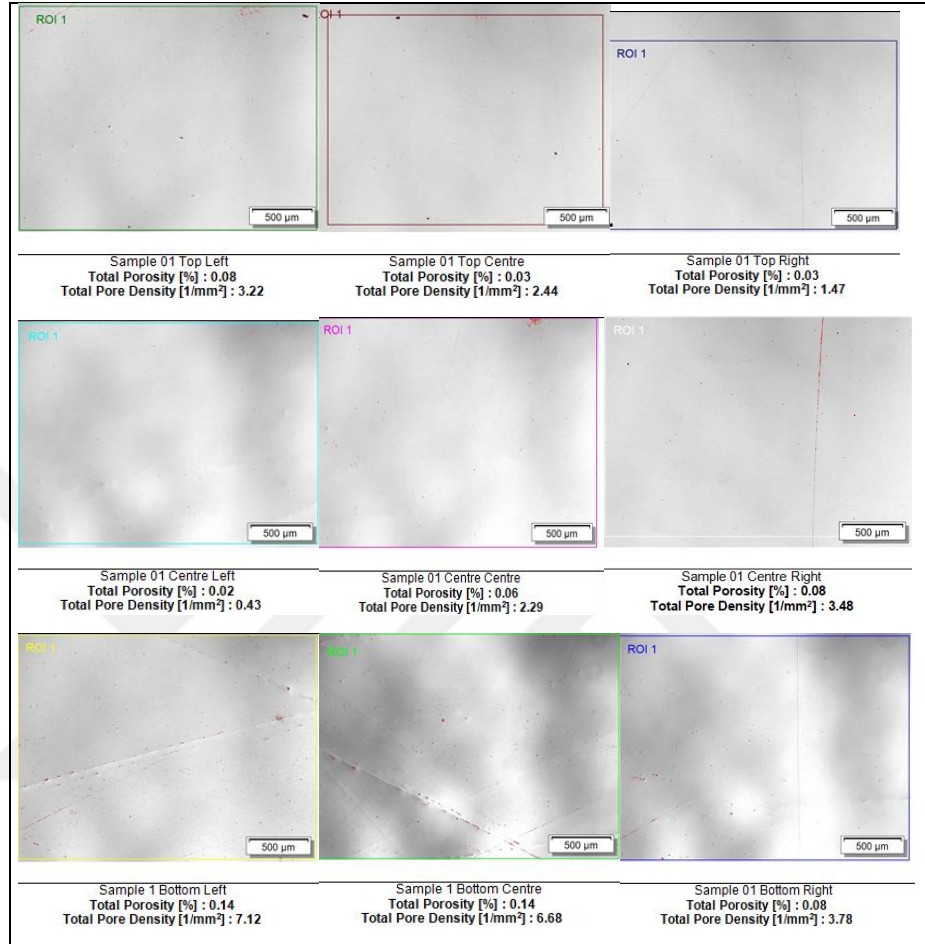 ROI 1
OI 1
ROI 1
500 µm
500 µm
500 µm
Sample 01 Top Left
Total Porosity [%] : 0.08
Total Pore Density [1/mm²] : 3.22
Sample 01 Top Centre
Total Porosity [%] : 0.03
Total Pore Density [1/mm²] : 2.44
Sample 01 Top Right
Total Porosity [%] : 0.03
Total Pore Density [1/mm²] : 1.47
ROI 1
ROI 1
ROI 1
500 µm
500 µm
500 µm
Sample 01 Centre Left
Total Porosity [%] : 0.02
Total Pore Density [1/mm²] : 0.43
Sample 01 Centre Centre
Total Porosity [%] : 0.06
Total Pore Density [1/mm²] : 2.29
Sample 01 Centre Right
Total Porosity [%] : 0.08
Total Pore Density [1/mm²] : 3.48
ROI 1
ROI 1
ROI 1
500 µm
500 µm
500 µm
Sample 1 Bottom Left
Total Porosity [%] : 0.14
Total Pore Density [1/mm²] : 7.12
Sample 1 Bottom Centre
Total Porosity [%] : 0.14
Total Pore Density [1/mm²] : 6.68
Sample 01 Bottom Right
Total Porosity [%] : 0.08
Total Pore Density [1/mm²] : 3.78